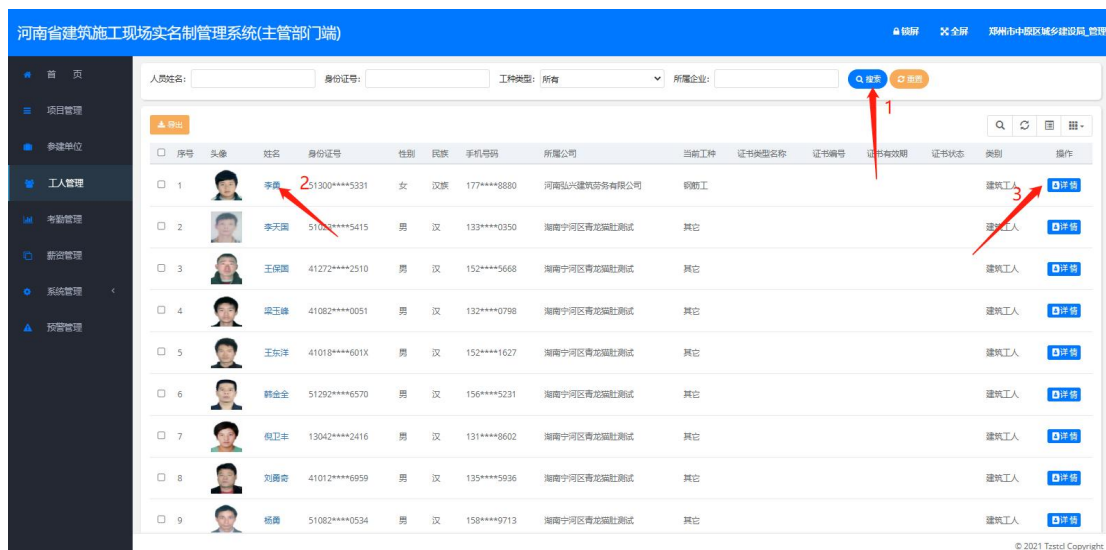 河南省建筑施工现场实名制管理系统(主管部门端) 锁屏 全屏 郑州市中原区城乡建设局_管理
首 页
项目管理
参建单位
工人管理
考勤管理
薪资管理
系统管理
预警管理
人员姓名: 身份证号: 工种类型: 所有 所属企业: 搜索 重置
1
导出
序号 头像 姓名 身份证号 性别 民族 手机号码 所属公司 当前工种 证书类型名称 证书编号 证书有效期 证书状态 类别 操作
1 李勇 2 51300****5331 女 汉族 177****8880 河南弘兴建筑劳务有限公司 钢筋工 建筑工人 3 详情
2 李天国 51023****5415 男 汉 133****0350 湖南宁河区青龙猫肚测试 其它 建筑工人 详情
3 王保国 41272****2510 男 汉 152****5668 湖南宁河区青龙猫肚测试 其它 建筑工人 详情
4 梁玉峰 41082****0051 男 汉 132****0798 湖南宁河区青龙猫肚测试 其它 建筑工人 详情
5 王东洋 41018****601X 男 汉 152****1627 湖南宁河区青龙猫肚测试 其它 建筑工人 详情
6 韩金全 51292****6570 男 汉 156****5231 湖南宁河区青龙猫肚测试 其它 建筑工人 详情
7 倪卫丰 13042****2416 男 汉 131****8602 湖南宁河区青龙猫肚测试 其它 建筑工人 详情
8 刘勇奇 41012****6959 男 汉 135****5936 湖南宁河区青龙猫肚测试 其它 建筑工人 详情
9 杨勇 51082****0534 男 汉 158****9713 湖南宁河区青龙猫肚测试 其它 建筑工人 详情
© 2021 Tzstcl Copyright